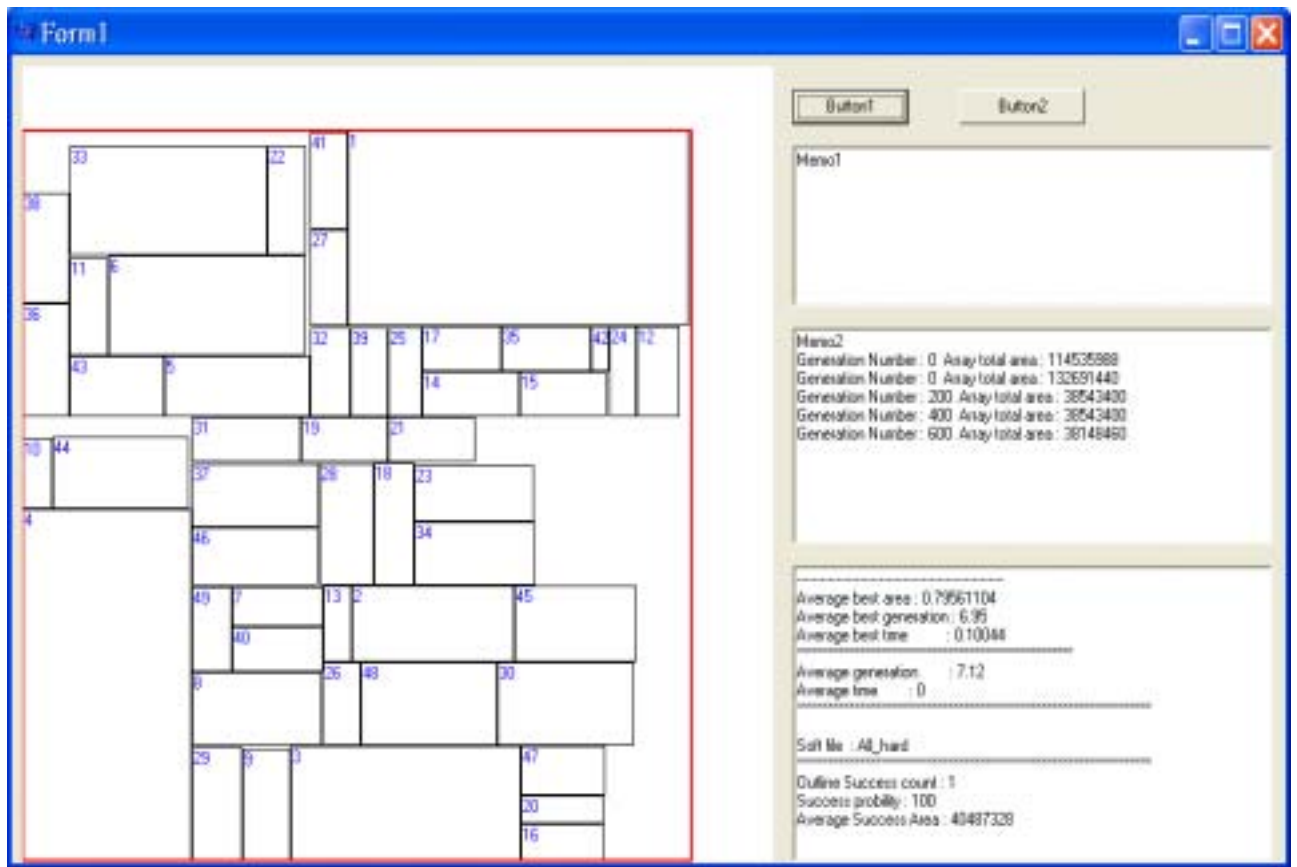 Form1
Button1 Button2
Memo1
Memo2
Generation Number : 0 Array total area : 114535988
Generation Number : 0 Array total area : 132691440
Generation Number : 200 Array total area : 38543400
Generation Number : 400 Array total area : 38543400
Generation Number : 600 Array total area : 38148460
Average best area : 0.79561104
Average best generation : 6.95
Average best time : 0.10044
Average generation : 7.12
Average time : 0
Soft file : All_hard
Outline Success count : 1
Success probility : 100
Average Success Area : 40487328
41 1
33 22
38
27
11 6
36
32 39 25 17 35 42 24 12
43 5
14 15
31 19 21
10 44
37 28 18 23
4
34
46
49 7 13 2 45
40
8 26 48 30
29 9 3 47
20
16